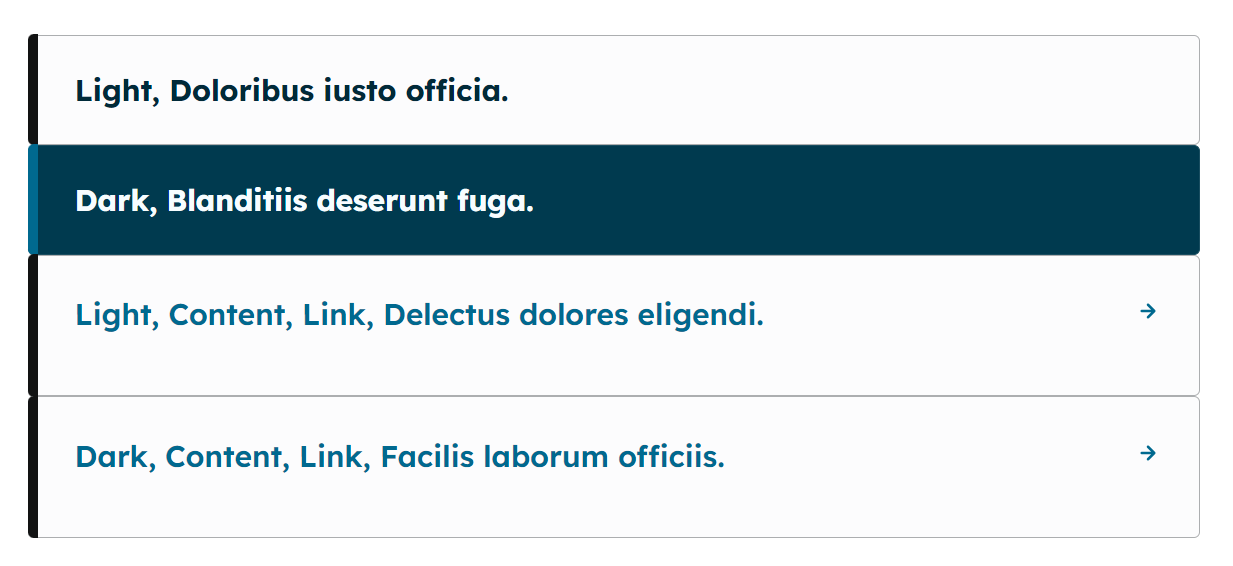 Light, Doloribus iusto officia.
Dark, Blanditiis deserunt fuga.
Light, Content, Link, Delectus dolores eligendi.
Dark, Content, Link, Facilis laborum officiis.